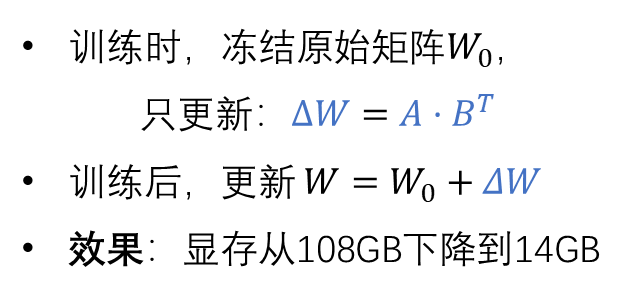 • 训练时，冻结原始矩阵W₀，
只更新：ΔW = A · Bᵀ
• 训练后，更新 W = W₀ + ΔW
• 效果：显存从108GB下降到14GB